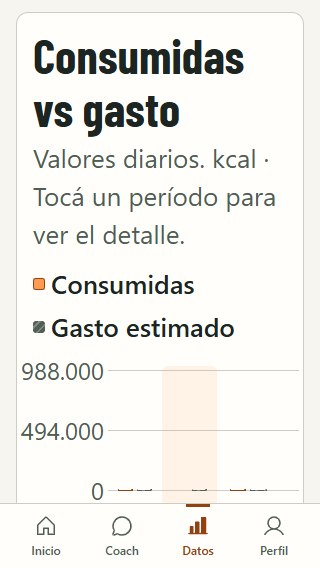 Consumidas
vs gasto
Valores diarios. kcal ·
Tocá un período para
ver el detalle.
Consumidas
Gasto estimado
988.000
494.000
0
Inicio
Coach
Datos
Perfil